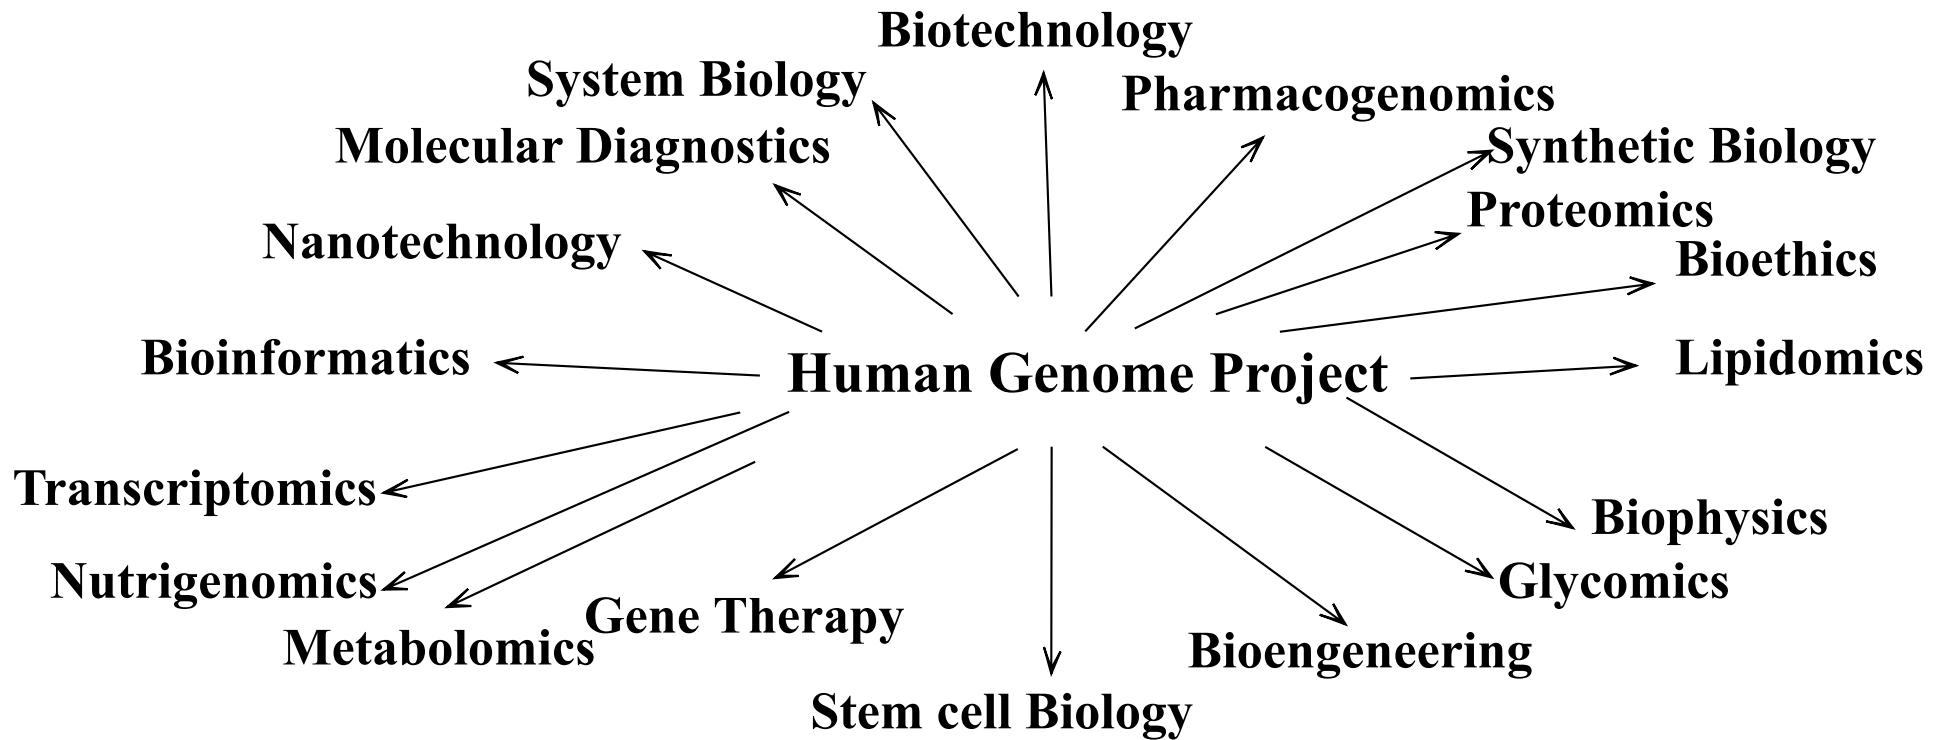 Biotechnology
System Biology
Pharmacogenomics
Molecular Diagnostics
Synthetic Biology
Proteomics
Nanotechnology
Bioethics
Bioinformatics
Human Genome Project
Lipidomics
Transcriptomics
Biophysics
Nutrigenomics
Glycomics
Gene Therapy
Metabolomics
Bioengeneering
Stem cell Biology